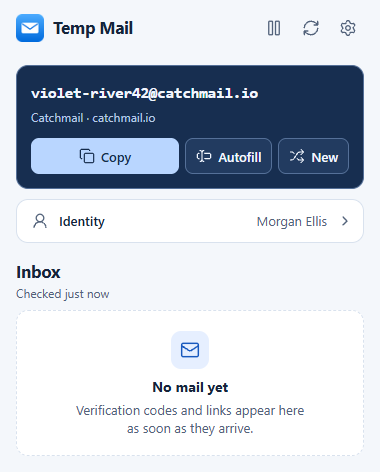 Temp Mail
violet-river42@catchmail.io
Catchmail · catchmail.io
Copy
Autofill
New
Identity
Morgan Ellis
Inbox
Checked just now
No mail yet
Verification codes and links appear here
as soon as they arrive.